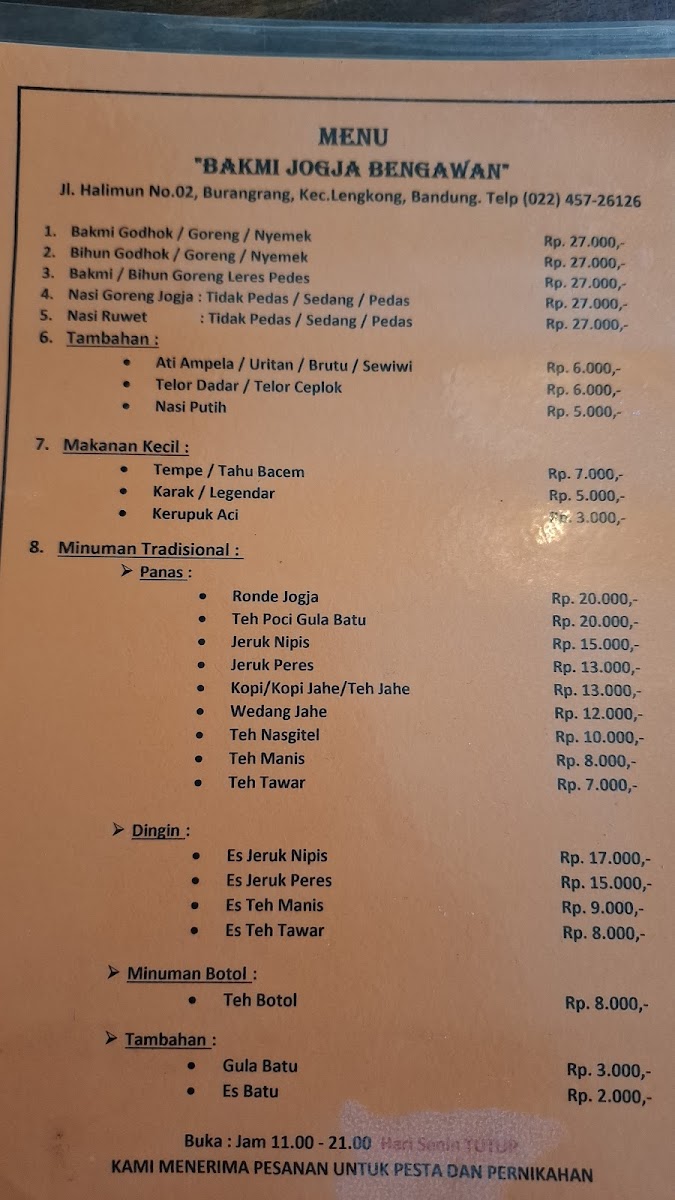 MENU
"BAKMI JOGJA BENGAWAN"
Jl. Halimun No.02, Burangrang, Kec.Lengkong, Bandung. Telp (022) 457-26126
1. Bakmi Godhok / Goreng / Nyemek Rp. 27.000,-
2. Bihun Godhok / Goreng / Nyemek Rp. 27.000,-
3. Bakmi / Bihun Goreng Leres Pedes Rp. 27.000,-
4. Nasi Goreng Jogja : Tidak Pedas / Sedang / Pedas Rp. 27.000,-
5. Nasi Ruwet : Tidak Pedas / Sedang / Pedas Rp. 27.000,-
6. Tambahan :
• Ati Ampela / Uritan / Brutu / Sewiwi Rp. 6.000,-
• Telor Dadar / Telor Ceplok Rp. 6.000,-
• Nasi Putih Rp. 5.000,-
7. Makanan Kecil :
• Tempe / Tahu Bacem Rp. 7.000,-
• Karak / Legendar Rp. 5.000,-
• Kerupuk Aci Rp. 3.000,-
8. Minuman Tradisional :
➢ Panas :
• Ronde Jogja Rp. 20.000,-
• Teh Poci Gula Batu Rp. 20.000,-
• Jeruk Nipis Rp. 15.000,-
• Jeruk Peres Rp. 13.000,-
• Kopi/Kopi Jahe/Teh Jahe Rp. 13.000,-
• Wedang Jahe Rp. 12.000,-
• Teh Nasgitel Rp. 10.000,-
• Teh Manis Rp. 8.000,-
• Teh Tawar Rp. 7.000,-
➢ Dingin :
• Es Jeruk Nipis Rp. 17.000,-
• Es Jeruk Peres Rp. 15.000,-
• Es Teh Manis Rp. 9.000,-
• Es Teh Tawar Rp. 8.000,-
➢ Minuman Botol :
• Teh Botol Rp. 8.000,-
➢ Tambahan :
• Gula Batu Rp. 3.000,-
• Es Batu Rp. 2.000,-
Buka : Jam 11.00 - 21.00 Hari Senin TUTUP
KAMI MENERIMA PESANAN UNTUK PESTA DAN PERNIKAHAN